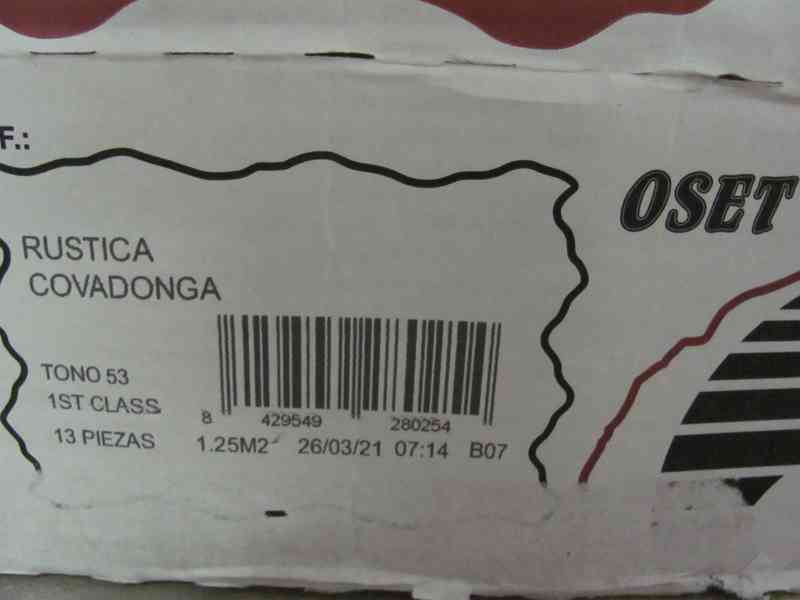 F.:
OSET
RUSTICA
COVADONGA
TONO 53
1ST CLASS
8 429549 280254
13 PIEZAS 1.25M2 26/03/21 07:14 B07